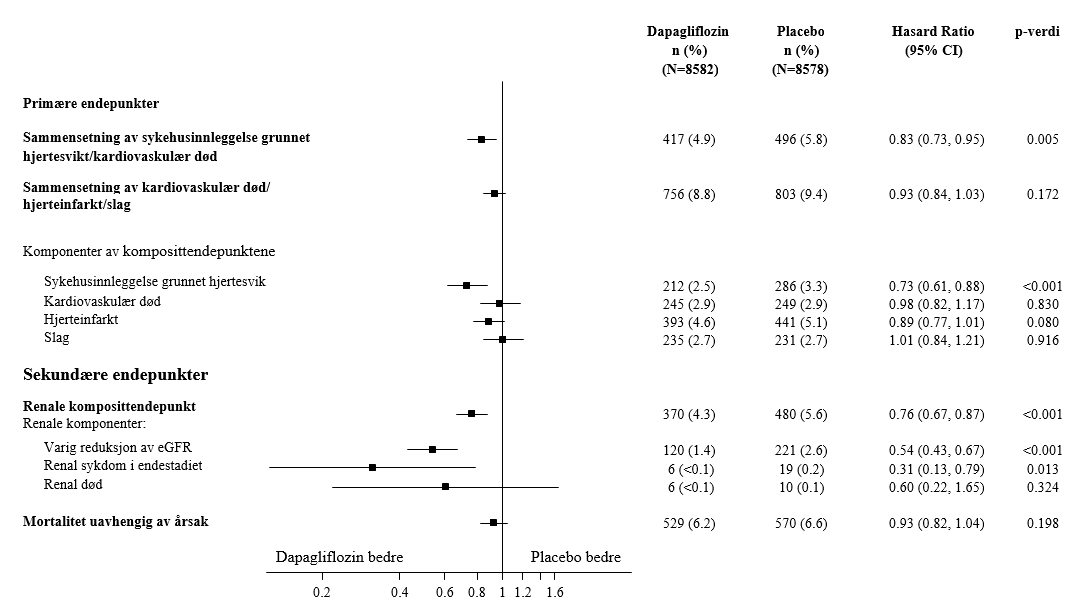 Dapagliflozin Placebo Hasard Ratio p-verdi
n (%) n (%) (95% CI)
(N=8582) (N=8578)
Primære endepunkter
Sammensetning av sykehusinnleggelse grunnet
hjertesvikt/kardiovaskulær død 417 (4.9) 496 (5.8) 0.83 (0.73, 0.95) 0.005
Sammensetning av kardiovaskulær død/
hjerteinfarkt/slag 756 (8.8) 803 (9.4) 0.93 (0.84, 1.03) 0.172
Komponenter av komposittendepunktene
Sykehusinnleggelse grunnet hjertesvik 212 (2.5) 286 (3.3) 0.73 (0.61, 0.88) <0.001
Kardiovaskulær død 245 (2.9) 249 (2.9) 0.98 (0.82, 1.17) 0.830
Hjerteinfarkt 393 (4.6) 441 (5.1) 0.89 (0.77, 1.01) 0.080
Slag 235 (2.7) 231 (2.7) 1.01 (0.84, 1.21) 0.916
Sekundære endepunkter
Renale komposittendepunkt 370 (4.3) 480 (5.6) 0.76 (0.67, 0.87) <0.001
Renale komponenter:
Varig reduksjon av eGFR 120 (1.4) 221 (2.6) 0.54 (0.43, 0.67) <0.001
Renal sykdom i endestadiet 6 (<0.1) 19 (0.2) 0.31 (0.13, 0.79) 0.013
Renal død 6 (<0.1) 10 (0.1) 0.60 (0.22, 1.65) 0.324
Mortalitet uavhengig av årsak 529 (6.2) 570 (6.6) 0.93 (0.82, 1.04) 0.198
Dapagliflozin bedre Placebo bedre
0.2 0.4 0.6 0.8 1 1.2 1.6